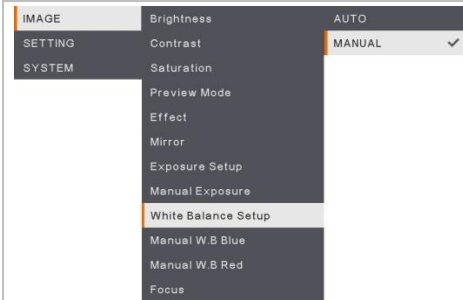 IMAGE
SETTING
SYSTEM
Brightness
Contrast
Saturation
Preview Mode
Effect
Mirror
Exposure Setup
Manual Exposure
White Balance Setup
Manual W.B Blue
Manual W.B Red
Focus
AUTO
MANUAL